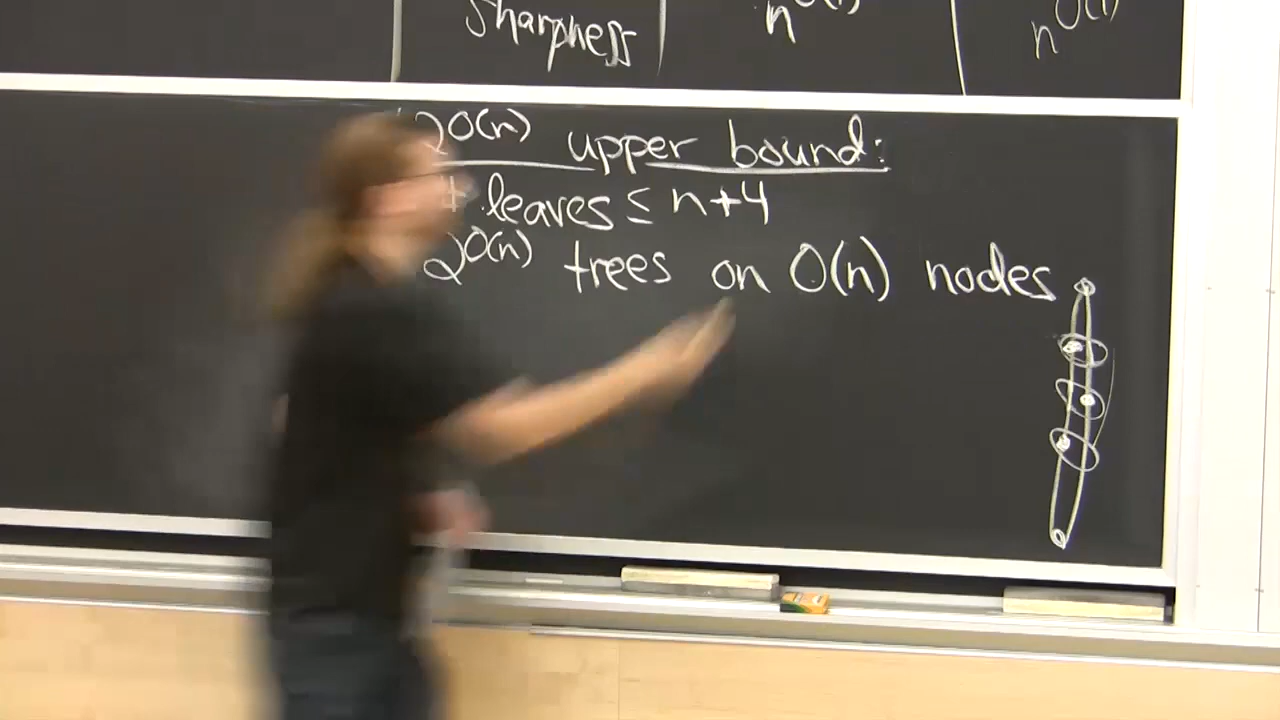 sharpness n^O(1) n^O(1)
2^O(n) upper bound:
# leaves ≤ n+4
2^O(n) trees on O(n) nodes